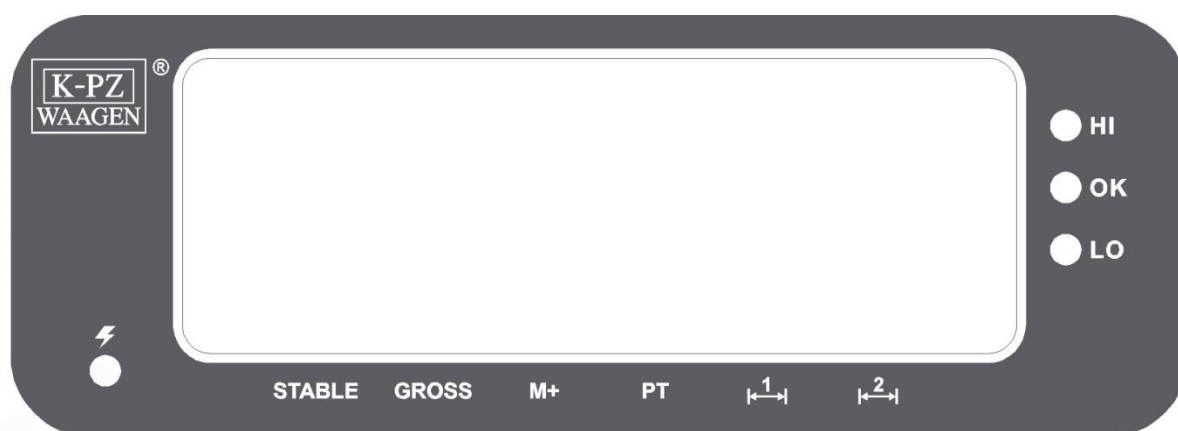 K-PZ ®
WAAGEN
HI
OK
LO
STABLE GROSS M+ PT 1 2